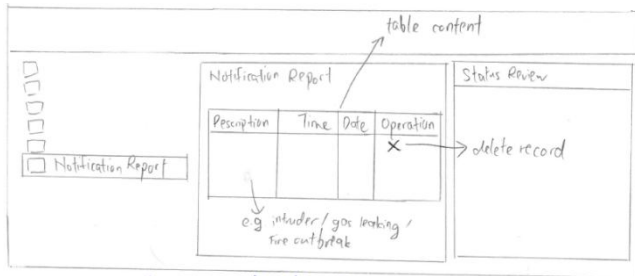 table content
Notification Report
Status Review
Description Time Date Operation
X
delete record
Notification Report
e.g intruder / gas leaking /
Fire outbreak